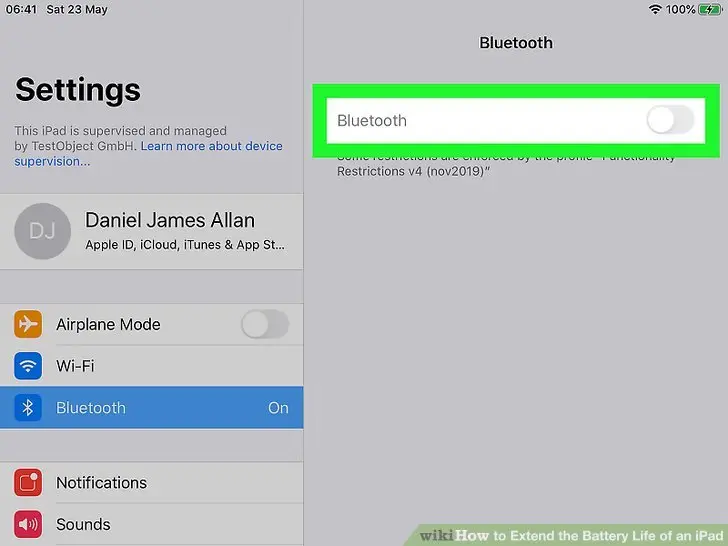 06:41 Sat 23 May 100%
Bluetooth
Settings
This iPad is supervised and managed
by TestObject GmbH. Learn more about device
supervision...
Bluetooth
Some restrictions are enforced by the profile “Functionality
Restrictions v4 (nov2019)”
DJ
Daniel James Allan
Apple ID, iCloud, iTunes & App St...
Airplane Mode
Wi-Fi
Bluetooth On
Notifications
Sounds
wikiHow to Extend the Battery Life of an iPad